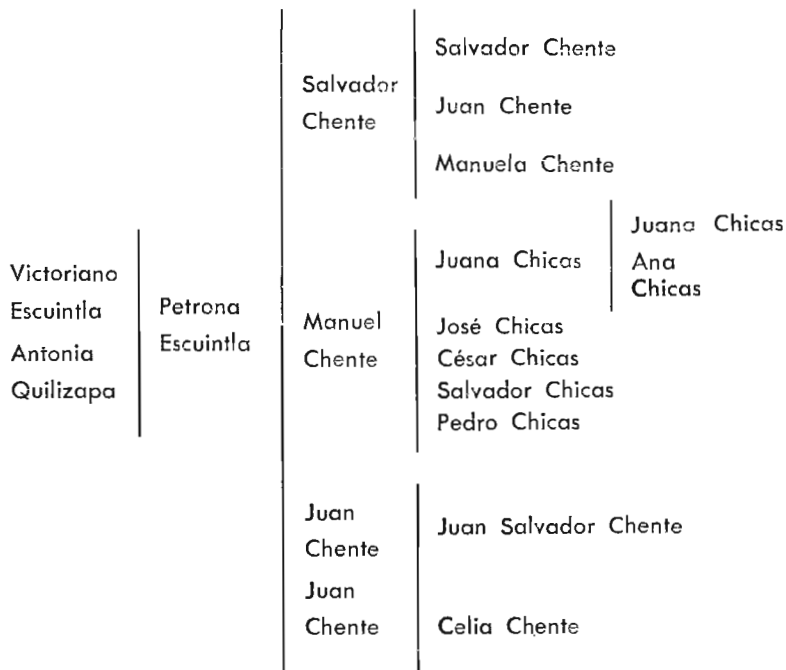 Victoriano
Escuintla
Antonia
Quilizapa
Petrona
Escuintla
Salvador
Chente
Salvador Chente
Juan Chente
Manuela Chente
Manuel
Chente
Juana Chicas
Juana Chicas
Ana
Chicas
José Chicas
César Chicas
Salvador Chicas
Pedro Chicas
Juan
Chente
Juan Salvador Chente
Juan
Chente
Celia Chente